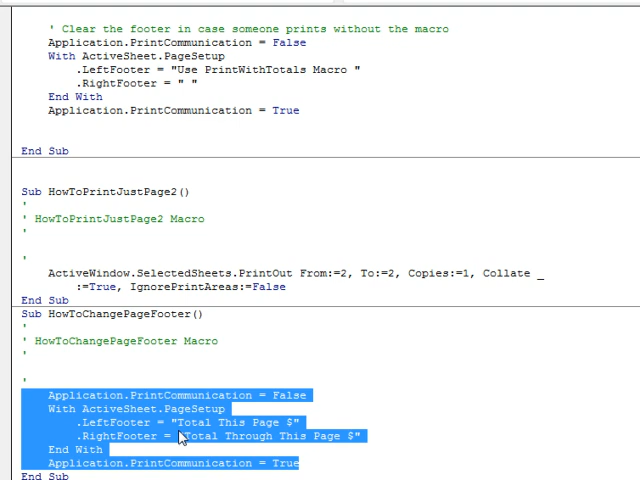 ' Clear the footer in case someone prints without the macro
Application.PrintCommunication = False
With ActiveSheet.PageSetup
.LeftFooter = "Use PrintWithTotals Macro "
.RightFooter = " "
End With
Application.PrintCommunication = True
End Sub
Sub HowToPrintJustPage2()
'
' HowToPrintJustPage2 Macro
'
'
ActiveWindow.SelectedSheets.PrintOut From:=2, To:=2, Copies:=1, Collate _
:=True, IgnorePrintAreas:=False
End Sub
Sub HowToChangePageFooter()
'
' HowToChangePageFooter Macro
'
'
Application.PrintCommunication = False
With ActiveSheet.PageSetup
.LeftFooter = "Total This Page $"
.RightFooter = "Total Through This Page $"
End With
Application.PrintCommunication = True
End Sub